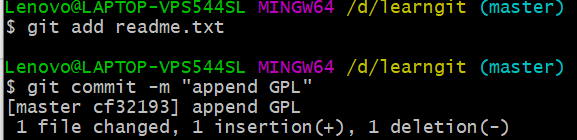 Lenovo@LAPTOP-VPS544SL MINGW64 /d/learngit (master)
$ git add readme.txt
Lenovo@LAPTOP-VPS544SL MINGW64 /d/learngit (master)
$ git commit -m "append GPL"
[master cf32193] append GPL
 1 file changed, 1 insertion(+), 1 deletion(-)